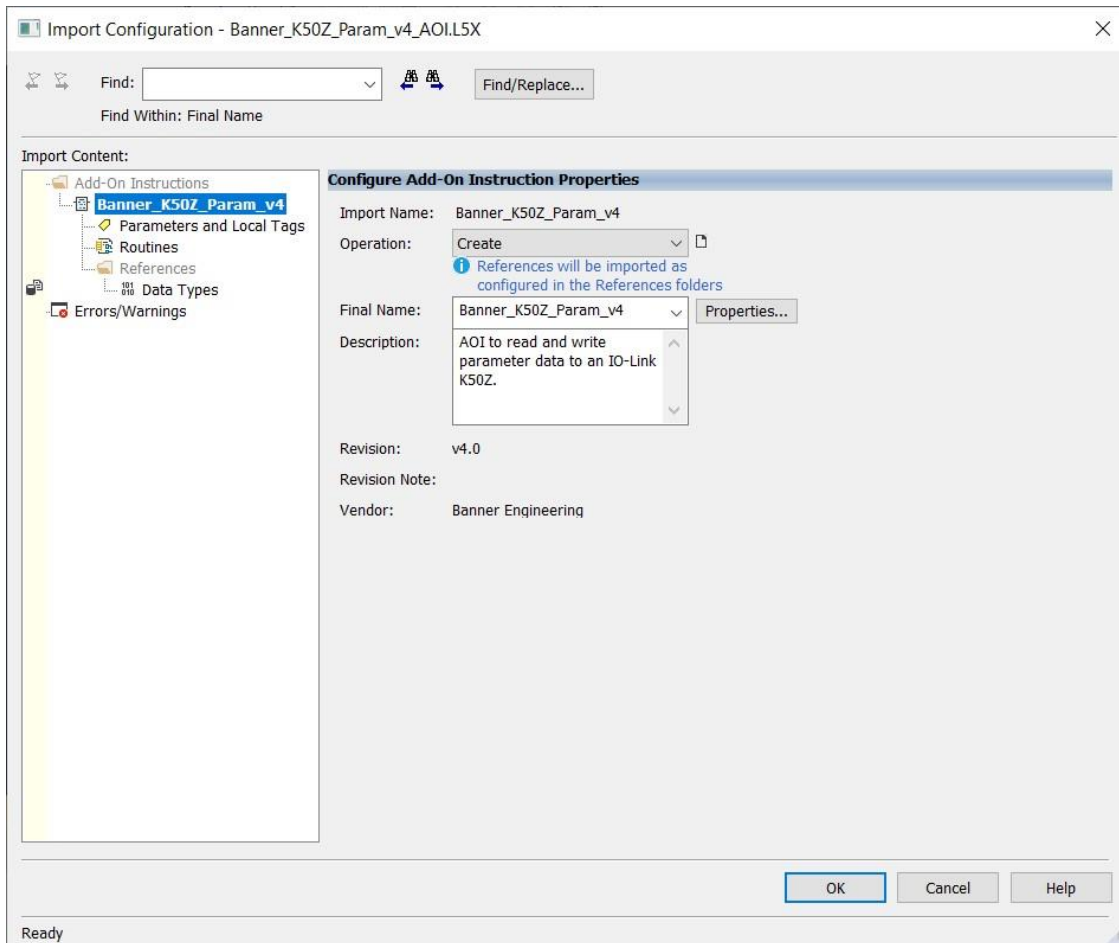 Import Configuration - Banner_K50Z_Param_v4_AOI.L5X
Find:
Find/Replace...
Find Within: Final Name
Import Content:
Add-On Instructions
Banner_K50Z_Param_v4
Parameters and Local Tags
Routines
References
Data Types
Errors/Warnings
Configure Add-On Instruction Properties
Import Name: Banner_K50Z_Param_v4
Operation: Create
References will be imported as
configured in the References folders
Final Name: Banner_K50Z_Param_v4 Properties...
Description: AOI to read and write
parameter data to an IO-Link
K50Z.
Revision: v4.0
Revision Note:
Vendor: Banner Engineering
OK Cancel Help
Ready